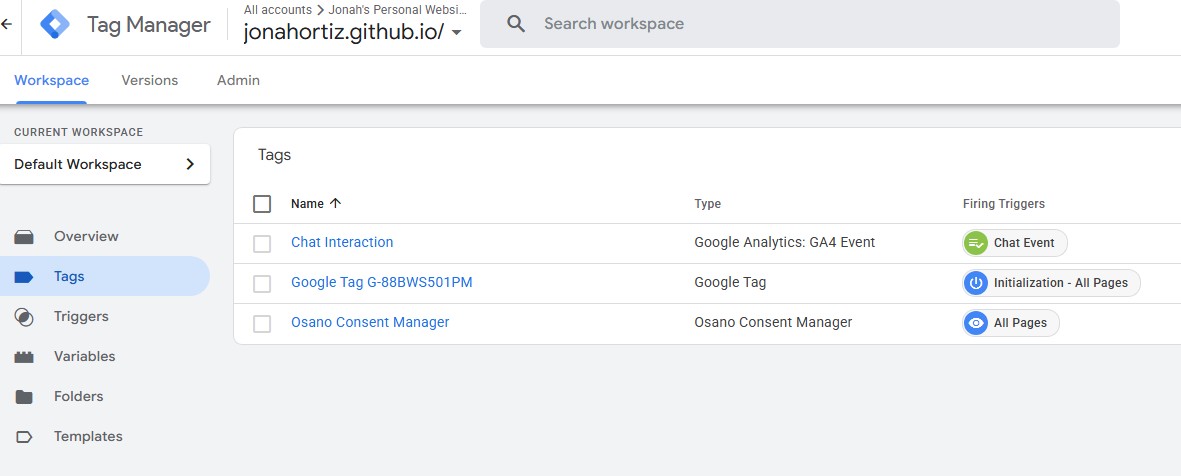 All accounts > Jonah's Personal Websi...
Tag Manager
jonahortiz.github.io/
Search workspace
Workspace Versions Admin
CURRENT WORKSPACE
Default Workspace
Overview
Tags
Triggers
Variables
Folders
Templates
Tags
Name Type Firing Triggers
Chat Interaction Google Analytics: GA4 Event Chat Event
Google Tag G-88BWS501PM Google Tag Initialization - All Pages
Osano Consent Manager Osano Consent Manager All Pages